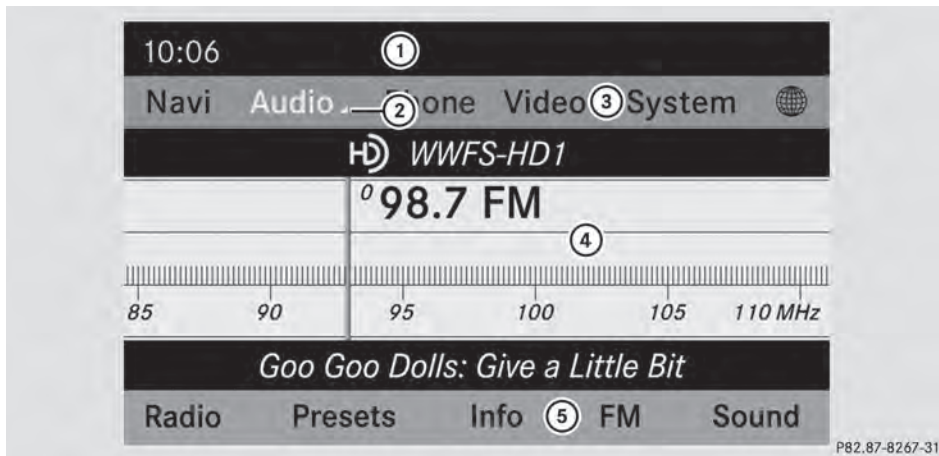 10:06 1
Navi Audio 2 Phone Video 3 System
HD WWFS-HD1
0 98.7 FM
4
85 90 95 100 105 110 MHz
Goo Goo Dolls: Give a Little Bit
Radio Presets Info 5 FM Sound
P82.87-8267-31